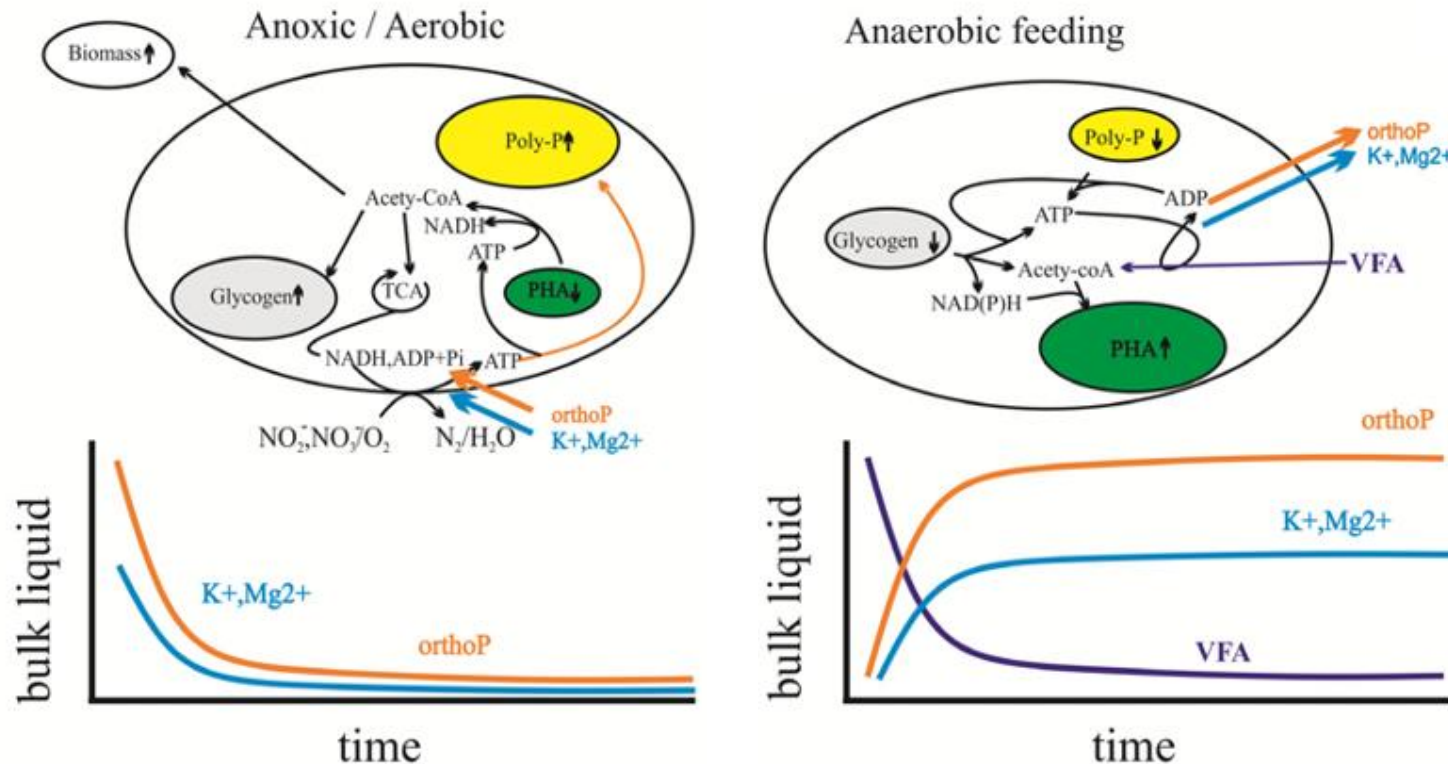 Anoxic / Aerobic
Biomass
Poly-P
Acety-CoA
NADH
ATP
Glycogen
TCA
PHA
NADH,ADP+Pi
ATP
orthoP
K+,Mg2+
NO₂⁻,NO₃⁻/O₂
N₂/H₂O
bulk liquid
K+,Mg2+
orthoP
time
Anaerobic feeding
Poly-P
orthoP
K+,Mg2+
ADP
ATP
Glycogen
Acety-coA
VFA
NAD(P)H
PHA
orthoP
bulk liquid
K+,Mg2+
VFA
time